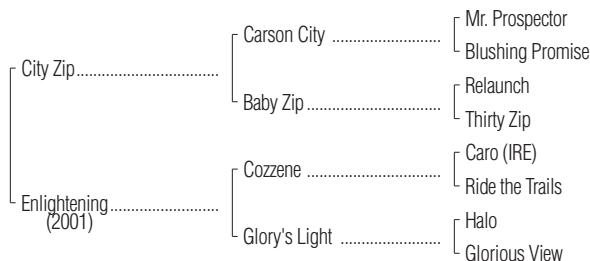 Mr. Prospector
Carson City ..............................
Blushing Promise
City Zip.......................................
Relaunch
Baby Zip.....................................
Thirty Zip
Caro (IRE)
Cozzene .....................................
Ride the Trails
Enlightening..............................
(2001)
Halo
Glory's Light ............................
Glorious View